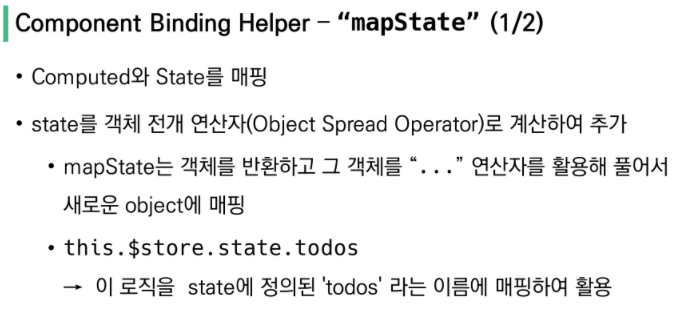 Component Binding Helper – “mapState” (1/2)
• Computed와 State를 매핑
• state를 객체 전개 연산자(Object Spread Operator)로 계산하여 추가
• mapState는 객체를 반환하고 그 객체를 “...” 연산자를 활용해 풀어서
새로운 object에 매핑
• this.$store.state.todos
→ 이 로직을 state에 정의된 'todos' 라는 이름에 매핑하여 활용